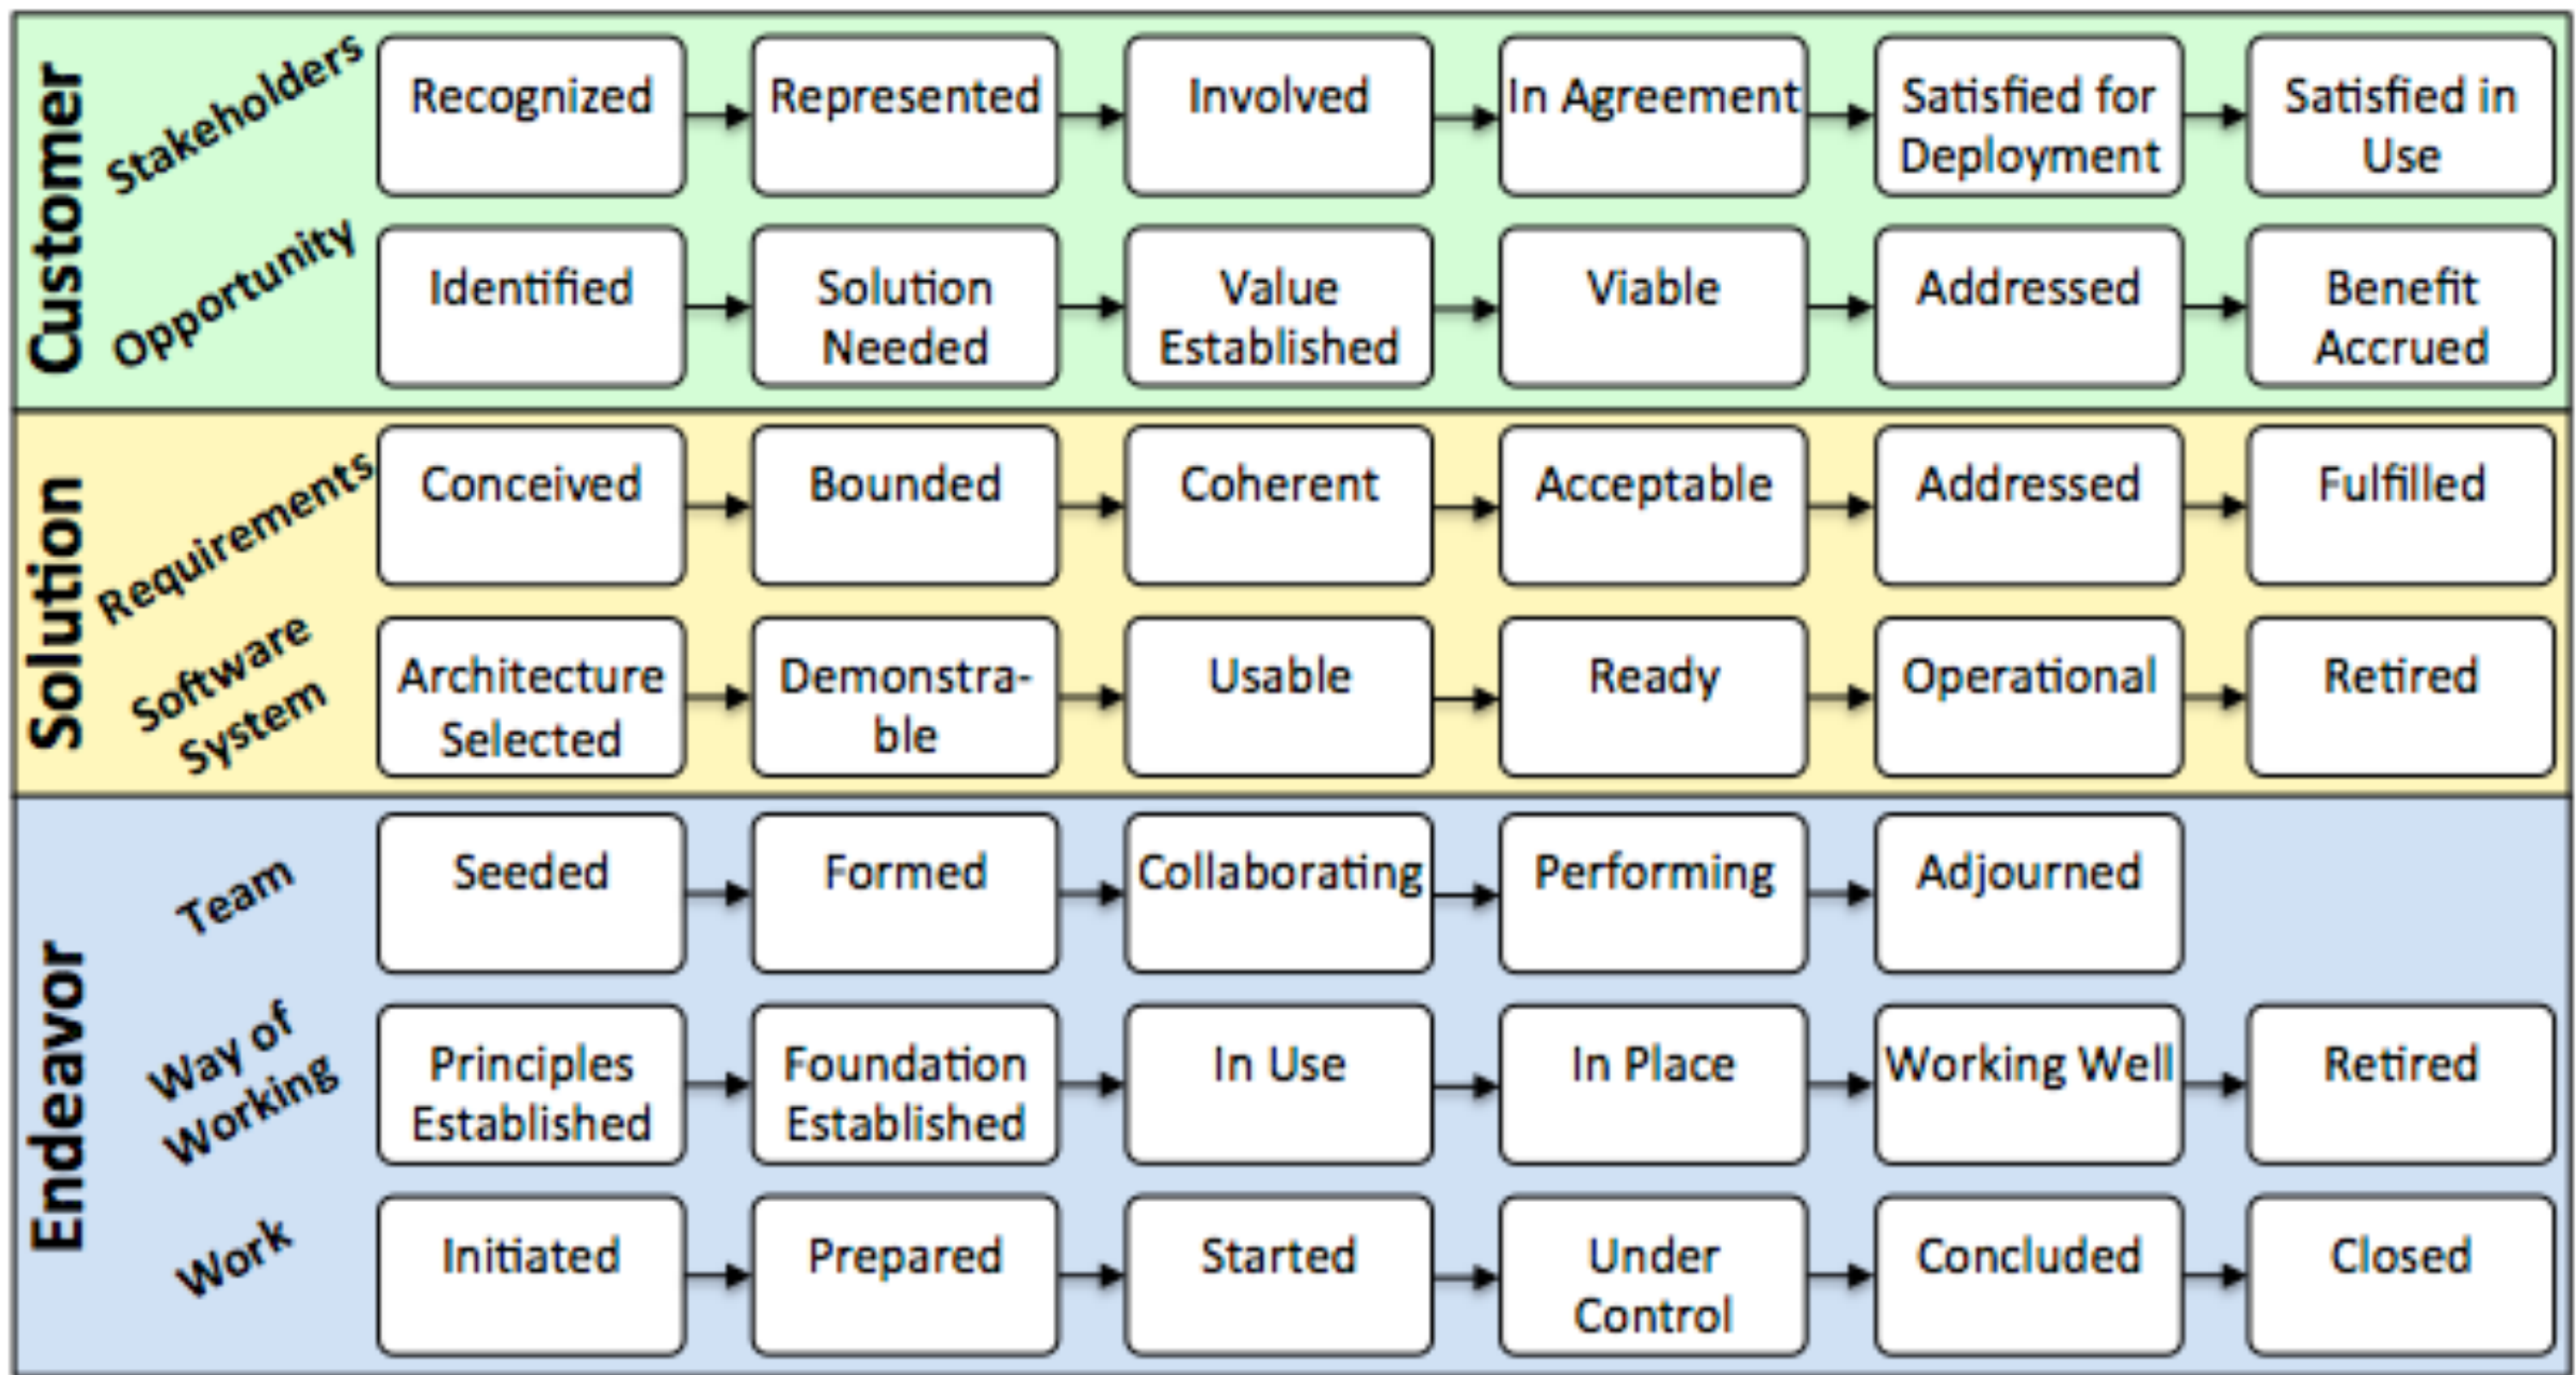 Customer
Stakeholders
Recognized
Represented
Involved
In Agreement
Satisfied for
Deployment
Satisfied in
Use
Opportunity
Identified
Solution
Needed
Value
Established
Viable
Addressed
Benefit
Accrued
Solution
Requirements
Conceived
Bounded
Coherent
Acceptable
Addressed
Fulfilled
Software
System
Architecture
Selected
Demonstra-
ble
Usable
Ready
Operational
Retired
Endeavor
Team
Seeded
Formed
Collaborating
Performing
Adjourned
Way of
Working
Principles
Established
Foundation
Established
In Use
In Place
Working Well
Retired
Work
Initiated
Prepared
Started
Under
Control
Concluded
Closed